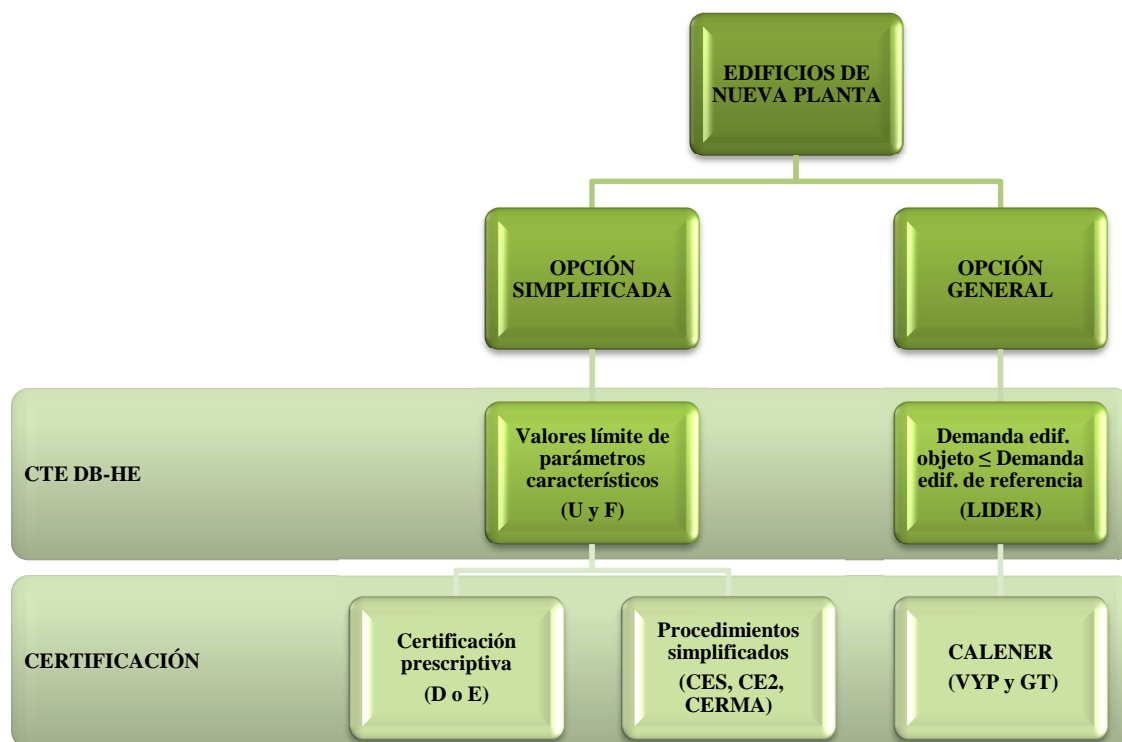 EDIFICIOS DE
NUEVA PLANTA
OPCIÓN
SIMPLIFICADA
OPCIÓN
GENERAL
CTE DB-HE
Valores límite de
parámetros
característicos
(U y F)
Demanda edif.
objeto ≤ Demanda
edif. de referencia
(LIDER)
CERTIFICACIÓN
Certificación
prescriptiva
(D o E)
Procedimientos
simplificados
(CES, CE2,
CERMA)
CALENER
(VYP y GT)